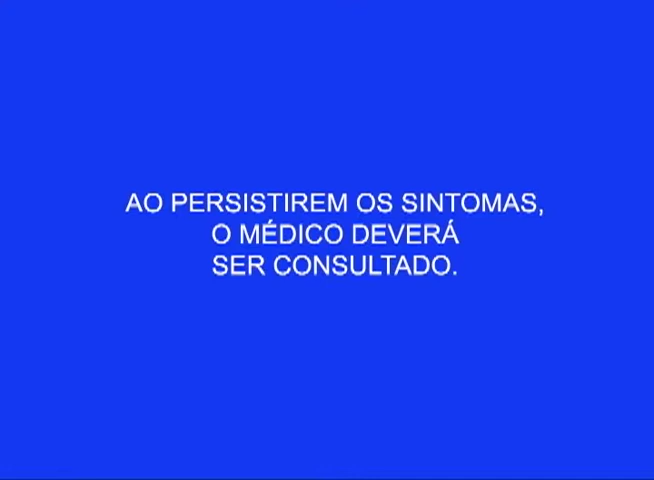 AO PERSISTIREM OS SINTOMAS,
O MÉDICO DEVERÁ
SER CONSULTADO.